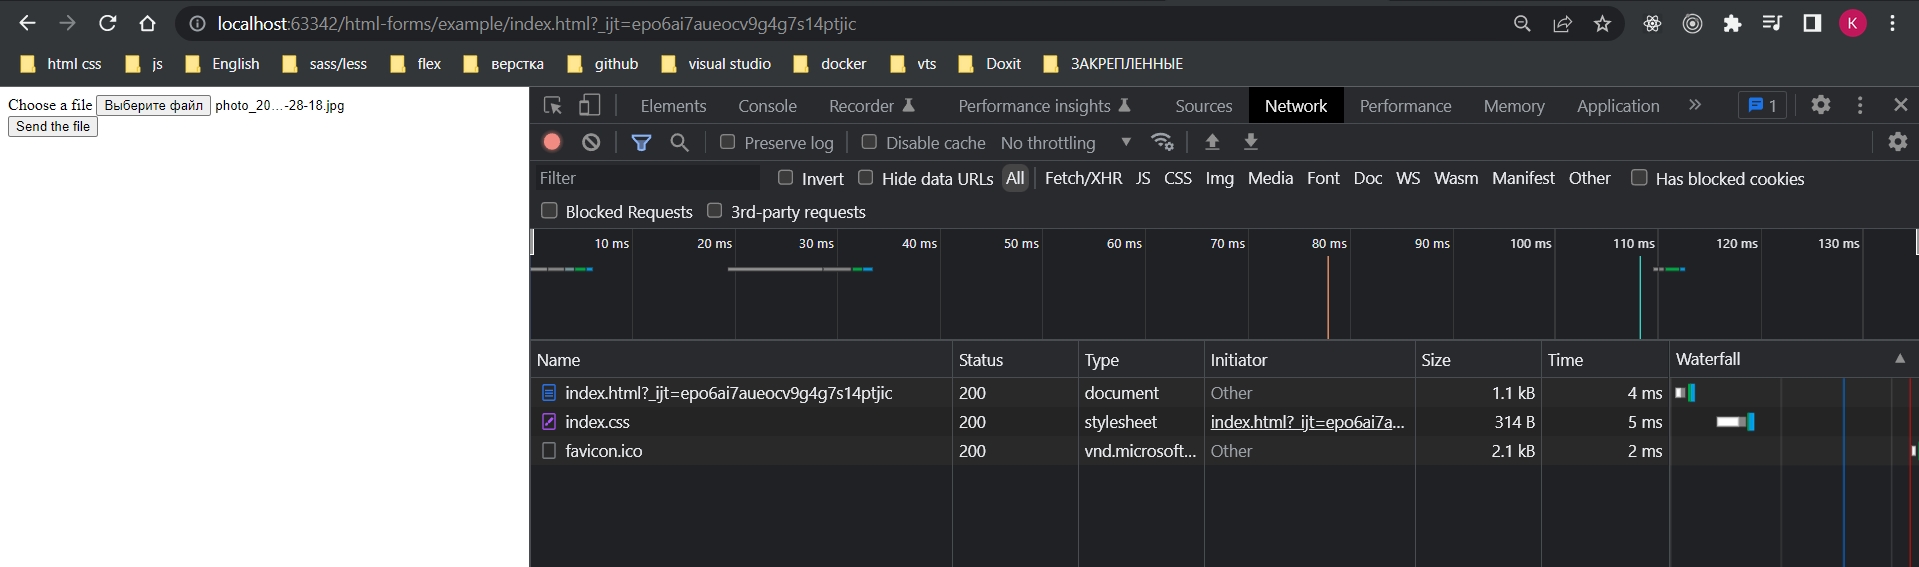 localhost:63342/html-forms/example/index.html?_ijt=epo6ai7aueocv9g4g7s14ptjic
K
html css js English sass/less flex верстка github visual studio docker vts Doxit ЗАКРЕПЛЕННЫЕ
Choose a file Выберите файл photo_20...-28-18.jpg
Send the file
Elements Console Recorder Performance insights Sources Network Performance Memory Application » 1
Preserve log Disable cache No throttling
Filter Invert Hide data URLs All Fetch/XHR JS CSS Img Media Font Doc WS Wasm Manifest Other Has blocked cookies
Blocked Requests 3rd-party requests
10 ms 20 ms 30 ms 40 ms 50 ms 60 ms 70 ms 80 ms 90 ms 100 ms 110 ms 120 ms 130 ms
Name Status Type Initiator Size Time Waterfall
index.html?_ijt=epo6ai7aueocv9g4g7s14ptjic 200 document Other 1.1 kB 4 ms
index.css 200 stylesheet index.html?_ijt=epo6ai7a... 314 B 5 ms
favicon.ico 200 vnd.microsoft... Other 2.1 kB 2 ms